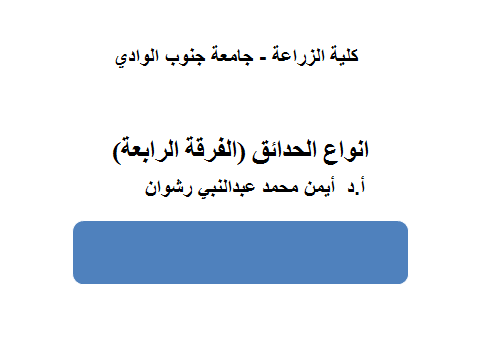 كلية الزراعة - جامعة جنوب الوادي
انواع الحدائق (الفرقة الرابعة)
أ.د أيمن محمد عبدالنبي رشوان